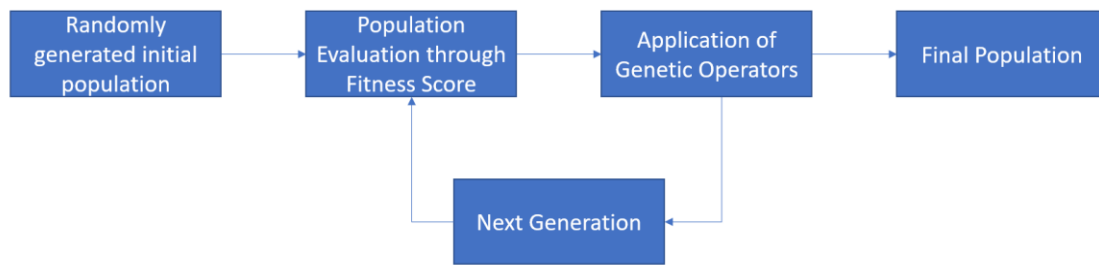 Randomly
generated initial
population
Population
Evaluation through
Fitness Score
Application of
Genetic Operators
Final Population
Next Generation